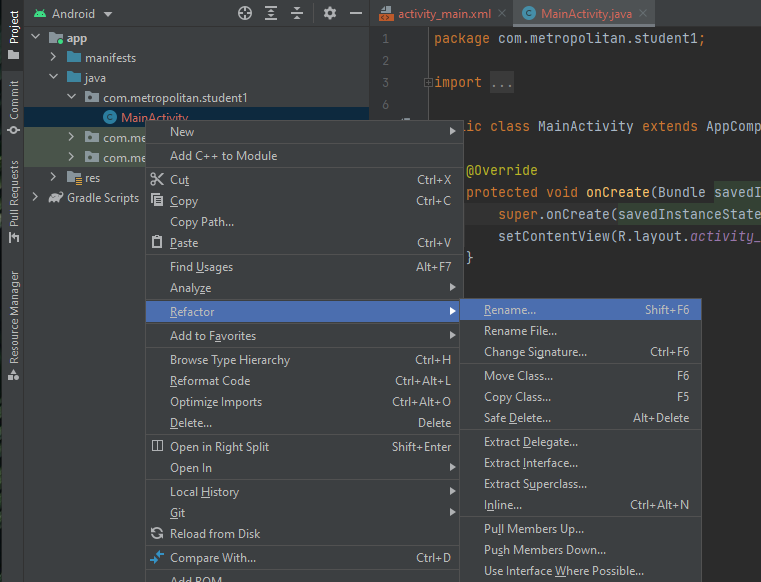 Project
Commit
Pull Requests
Resource Manager
Android
app
manifests
java
com.metropolitan.student1
MainActivity
com.me
com.me
res
Gradle Scripts
activity_main.xml
MainActivity.java
1 package com.metropolitan.student1;
2
3 import ...
6
lic class MainActivity extends AppComp
@Override
protected void onCreate(Bundle savedI
super.onCreate(savedInstanceState
setContentView(R.layout.activity_
}
New
Add C++ to Module
Cut Ctrl+X
Copy Ctrl+C
Copy Path...
Paste Ctrl+V
Find Usages Alt+F7
Analyze
Refactor
Add to Favorites
Browse Type Hierarchy Ctrl+H
Reformat Code Ctrl+Alt+L
Optimize Imports Ctrl+Alt+O
Delete... Delete
Open in Right Split Shift+Enter
Open In
Local History
Git
Reload from Disk
Compare With... Ctrl+D
Add ROM
Rename... Shift+F6
Rename File...
Change Signature... Ctrl+F6
Move Class... F6
Copy Class... F5
Safe Delete... Alt+Delete
Extract Delegate...
Extract Interface...
Extract Superclass...
Inline... Ctrl+Alt+N
Pull Members Up...
Push Members Down...
Use Interface Where Possible...